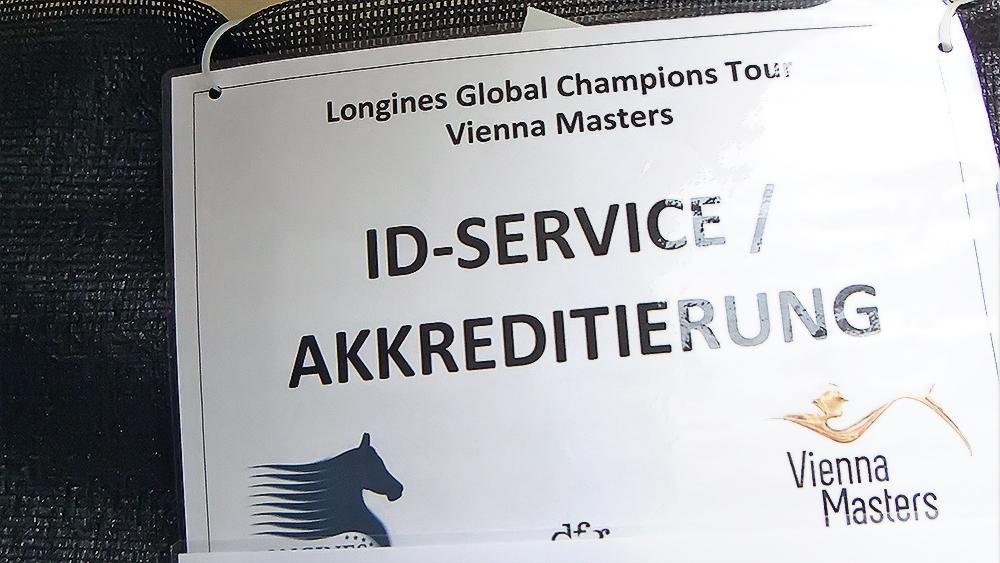 Longines Global Champions Tour
Vienna Masters
ID-SERVICE /
AKKREDITIERUNG
Vienna
Masters